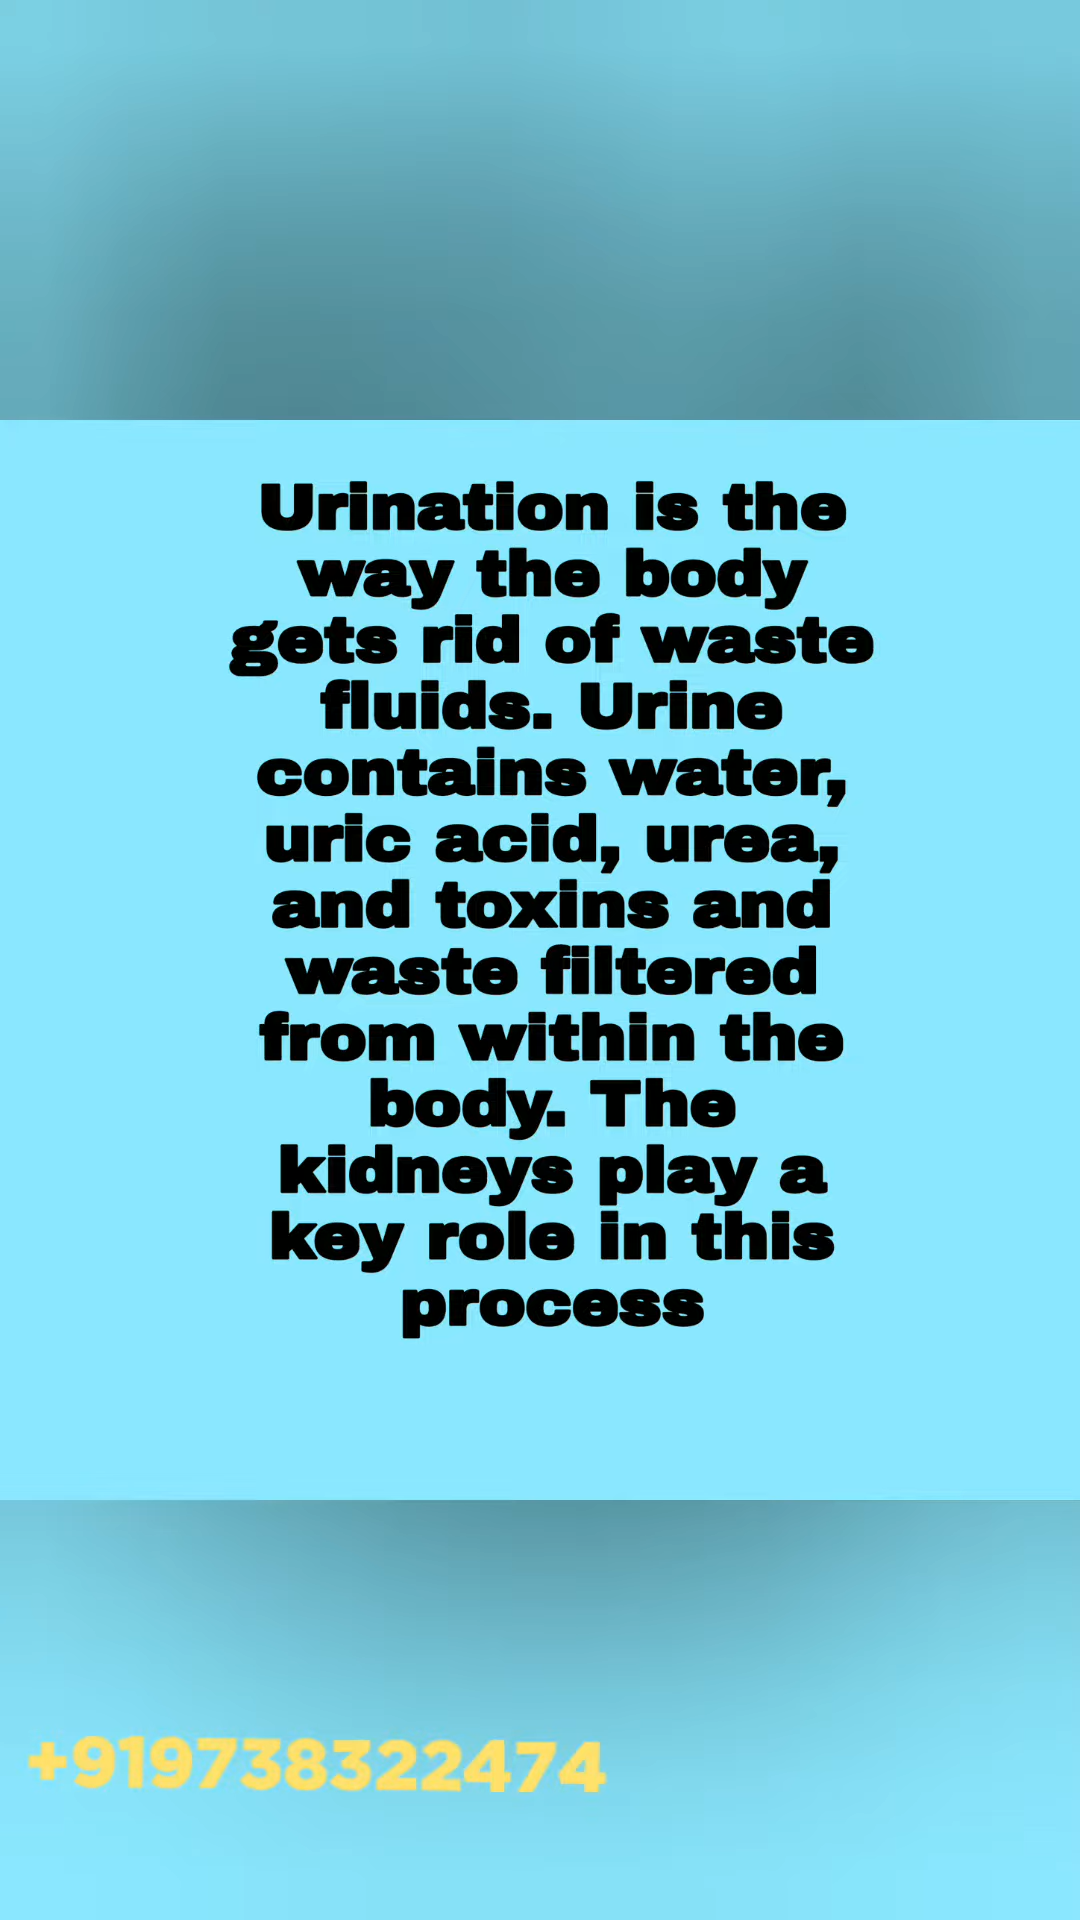 Urination is the
way the body
gets rid of waste
fluids. Urine
contains water,
uric acid, urea,
and toxins and
waste filtered
from within the
body. The
kidneys play a
key role in this
process
+919738322474